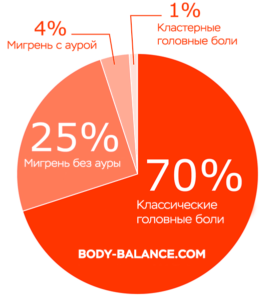 1%
Кластерные
головные боли
4%
Мигрень с аурой
25%
Мигрень без ауры
70%
Классические
головные боли
BODY-BALANCE.COM